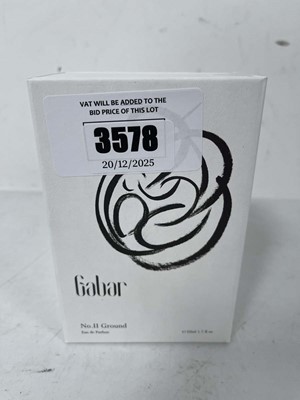 VAT WILL BE ADDED TO THE
BID PRICE OF THIS LOT
3578
20/12/2025
Gabar
No.II Ground
Eau de Parfum